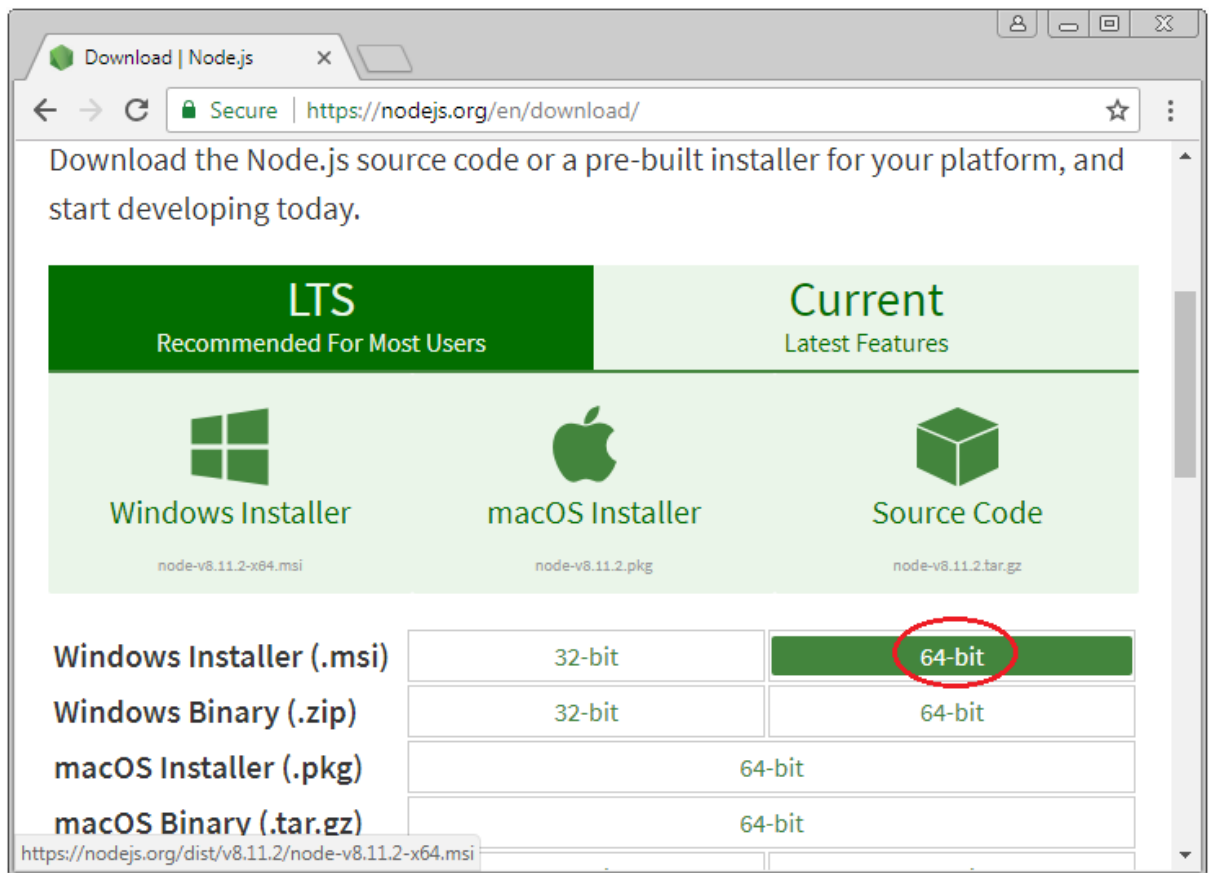 Download | Node.js
Secure https://nodejs.org/en/download/
Download the Node.js source code or a pre-built installer for your platform, and
start developing today.
LTS
Recommended For Most Users
Current
Latest Features
Windows Installer
node-v8.11.2-x64.msi
macOS Installer
node-v8.11.2.pkg
Source Code
node-v8.11.2.tar.gz
Windows Installer (.msi) 32-bit 64-bit
Windows Binary (.zip) 32-bit 64-bit
macOS Installer (.pkg) 64-bit
macOS Binary (.tar.gz) 64-bit
https://nodejs.org/dist/v8.11.2/node-v8.11.2-x64.msi